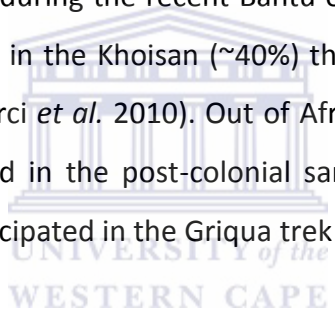 during the recent Bantu
in the Khoisan (~40%) th
rci et al. 2010). Out of Afr
d in the post-colonial sar
cipated in the Griqua trek
UNIVERSITY of the
WESTERN CAPE